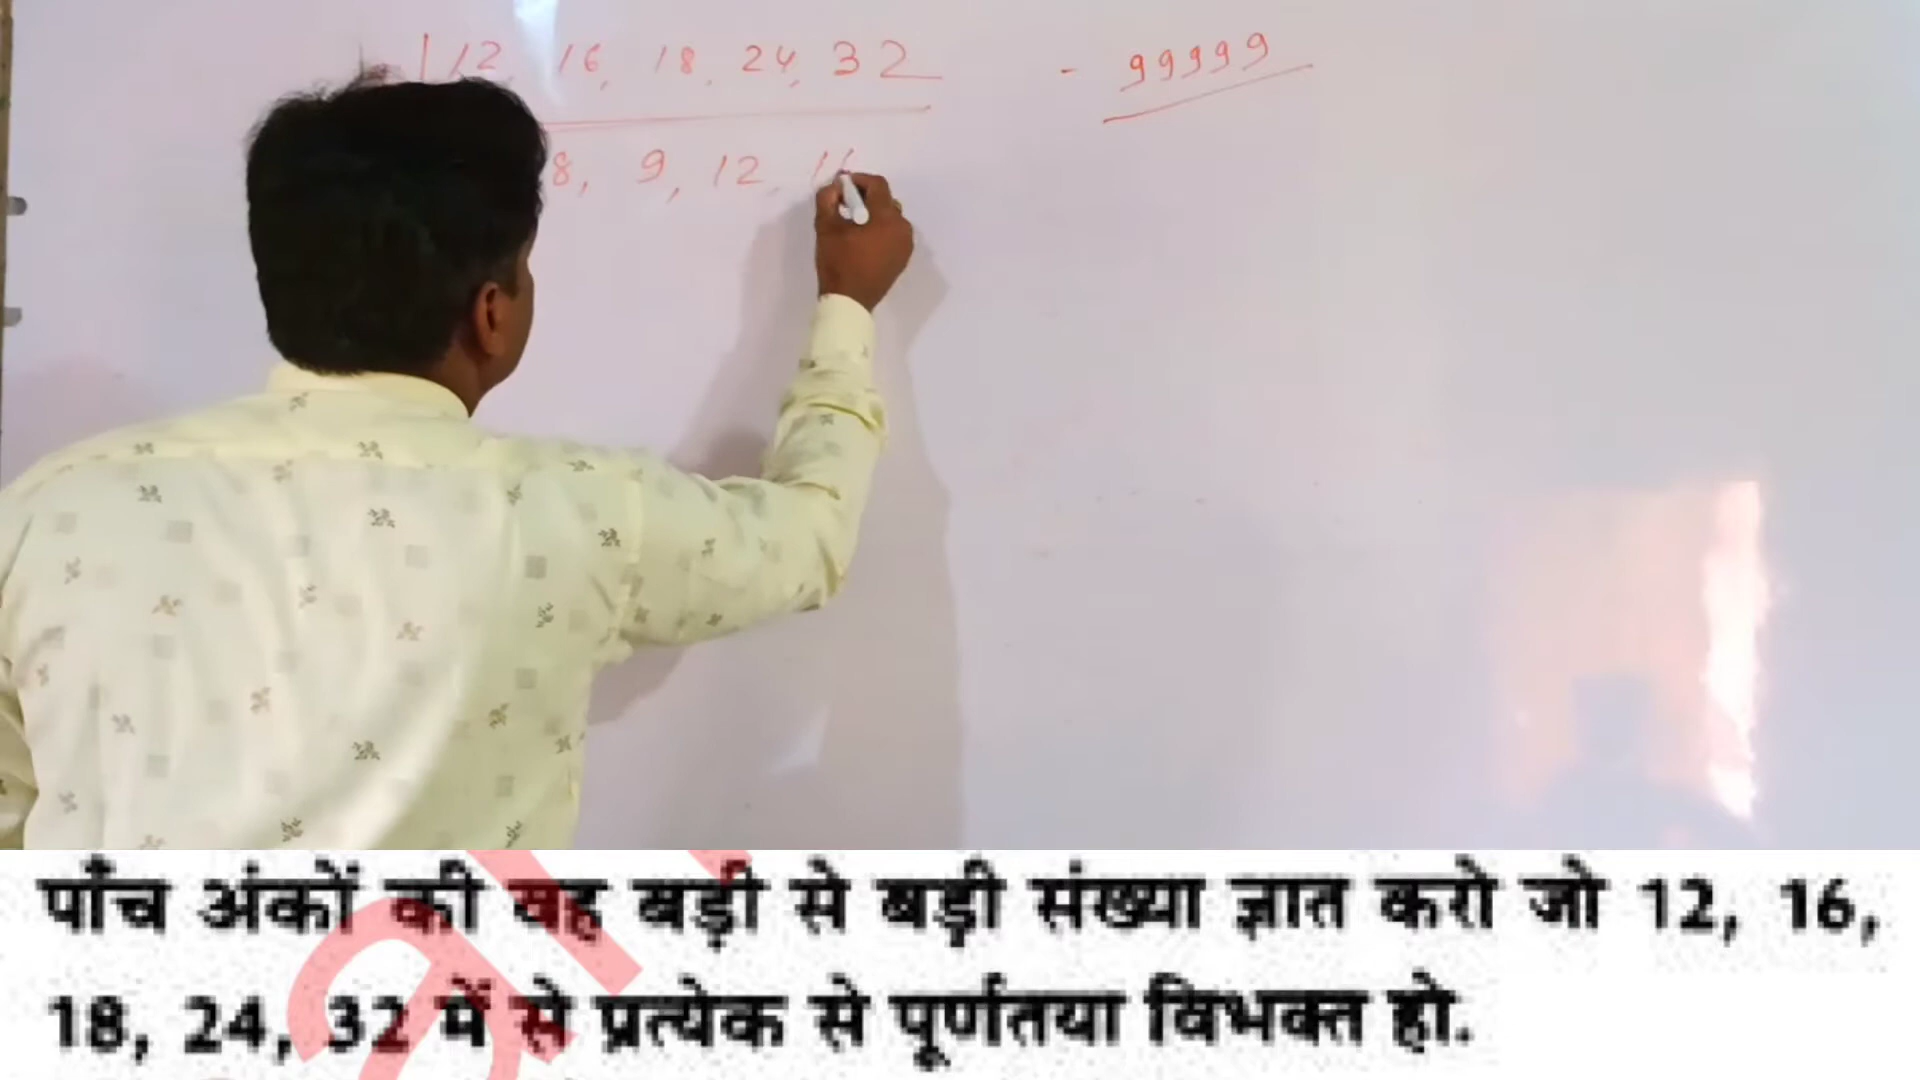 12, 16, 18, 24, 32 - 99999
8, 9, 12, 16
पाँच अंकों की वह बड़ी से बड़ी संख्या ज्ञात करो जो 12, 16,
18, 24, 32 में से प्रत्येक से पूर्णतया विभक्त हो.